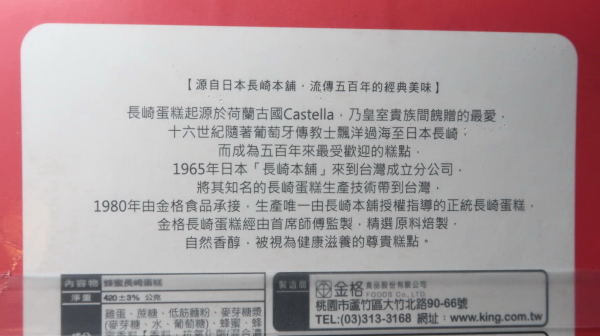 【源自日本長崎本舖，流傳五百年的經典美味】
長崎蛋糕起源於荷蘭古國Castella，乃皇室貴族間餽贈的最愛，
十六世紀隨著葡萄牙傳教士飄洋過海至日本長崎，
而成為五百年來最受歡迎的糕點。
1965年日本「長崎本舖」來到台灣成立分公司，
將其知名的長崎蛋糕生產技術帶到台灣，
1980年由金格食品承接，生產唯一由長崎本舖授權指導的正統長崎蛋糕，
金格長崎蛋糕經由首席師傅監製，精選原料焙製，
自然香醇，被視為健康滋養的尊貴糕點。
內容物 蜂蜜長崎蛋糕
淨重 420±3% 公克
雞蛋、蔗糖、低筋麵粉、麥芽糖漿
(麥芽糖、水、葡萄糖)、蜂蜜、蜂
製造商
金格 食品股份有限公司
FOODS Co.,LTD.
桃園市蘆竹區大竹北路90-66號
TEL:(03)313-3168 網址：www.king.com.tw